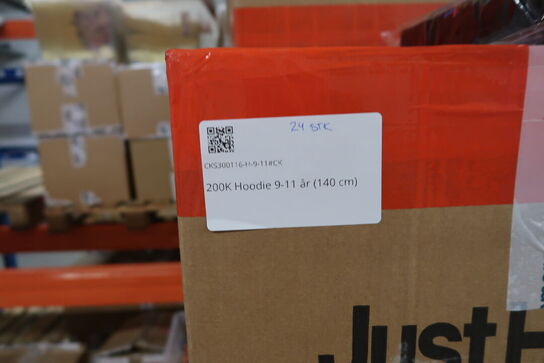 24 STK
CKS300116-H-9-11#CK
200K Hoodie 9-11 år (140 cm)
Just